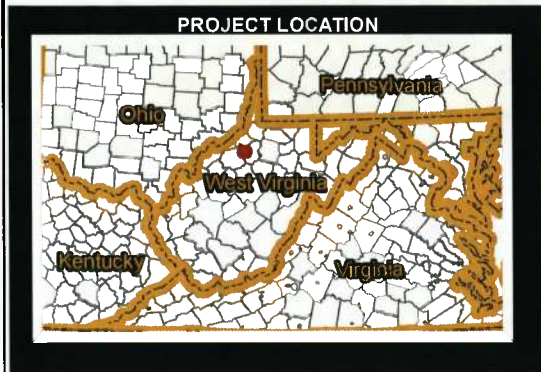 PROJECT LOCATION
Pennsylvania
Ohio
West Virginia
Kentucky
Virginia